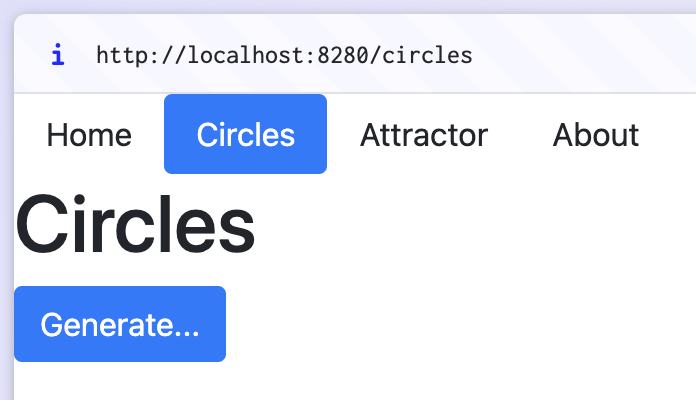 i http://localhost:8280/circles
Home Circles Attractor About
Circles
Generate...